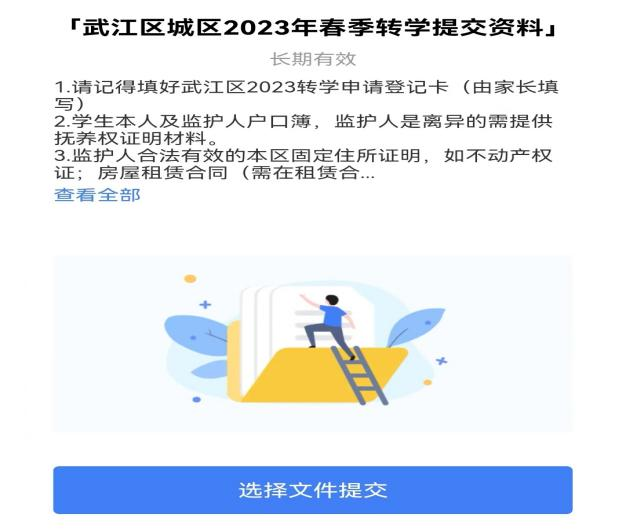 「武江区城区2023年春季转学提交资料」
长期有效
1.请记得填好武江区2023转学申请登记卡（由家长填
写）
2.学生本人及监护人户口簿，监护人是离异的需提供
抚养权证明材料。
3.监护人合法有效的本区固定住所证明，如不动产权
证；房屋租赁合同（需在租赁合...
查看全部
选择文件提交